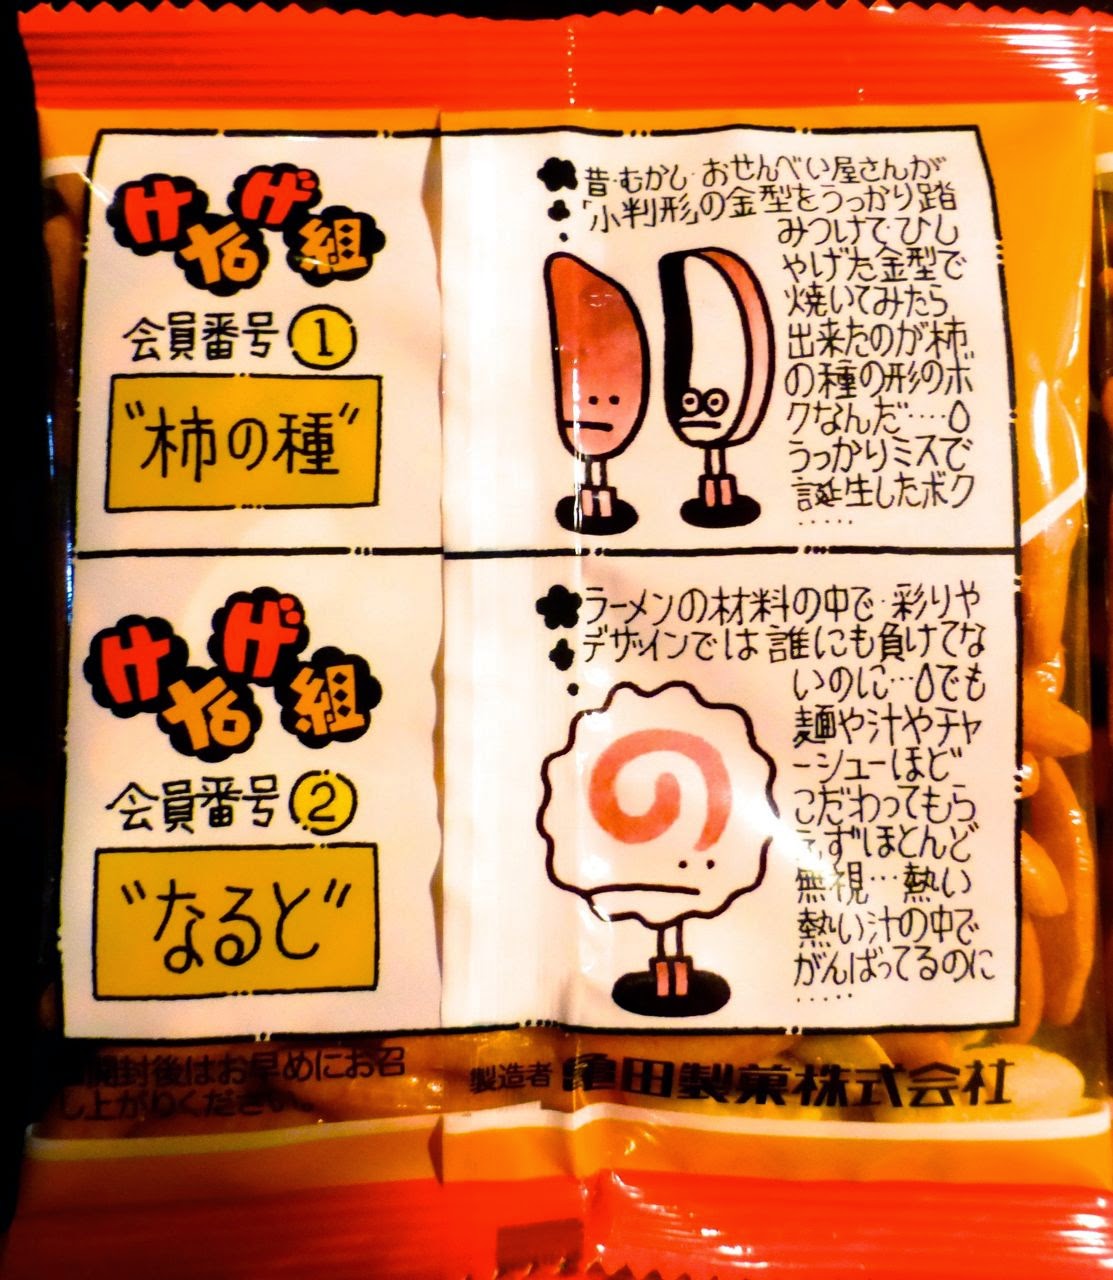 けなげ組
会員番号①
"柿の種"
昔・むかし・おせんべい屋さんが
「小判形」の金型をうっかり踏
みつけて・ひし
ゃげた金型で
焼いてみたら
出来たのが柿
の種の形のボ
クなんだ‥‥
うっかりミスで
誕生したボク
‥‥‥
けなげ組
会員番号②
"なると"
ラーメンの材料の中で・彩りや
デザインでは誰にも負けてな
いのに…でも
麺や汁やチャ
ーシューほど
こだわってもら
えずほとんど
無視…熱い
熱い汁の中で
がんばってるのに
‥‥‥
開封後はお早めにお召
し上がりください。
製造者 亀田製菓株式会社